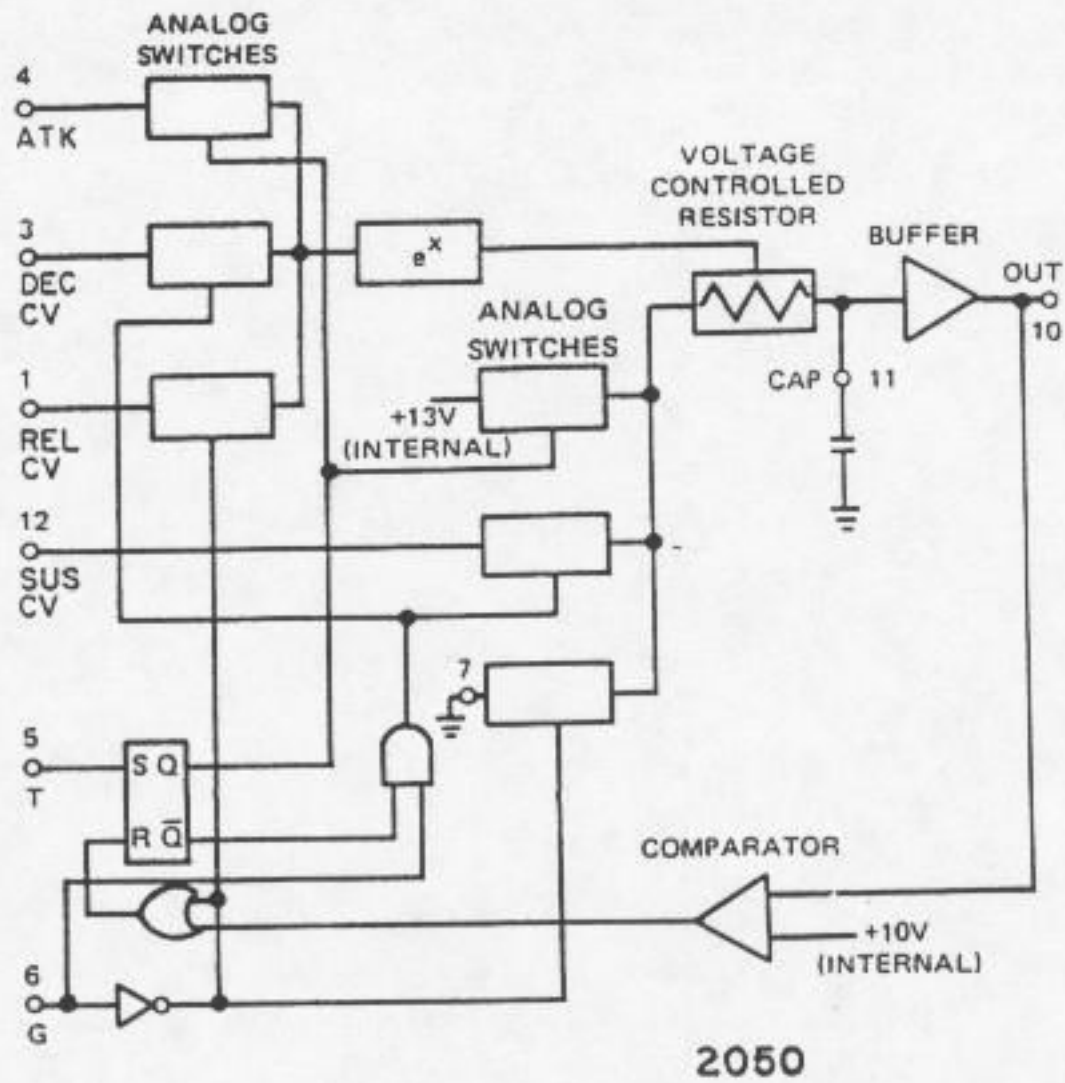 ANALOG
SWITCHES
4
ATK
3
DEC
CV
1
REL
CV
12
SUS
CV
5
T
6
G
e^x
VOLTAGE
CONTROLLED
RESISTOR
BUFFER
OUT
10
CAP
11
ANALOG
SWITCHES
+13V
(INTERNAL)
7
S Q
R Q̅
COMPARATOR
+10V
(INTERNAL)
2050